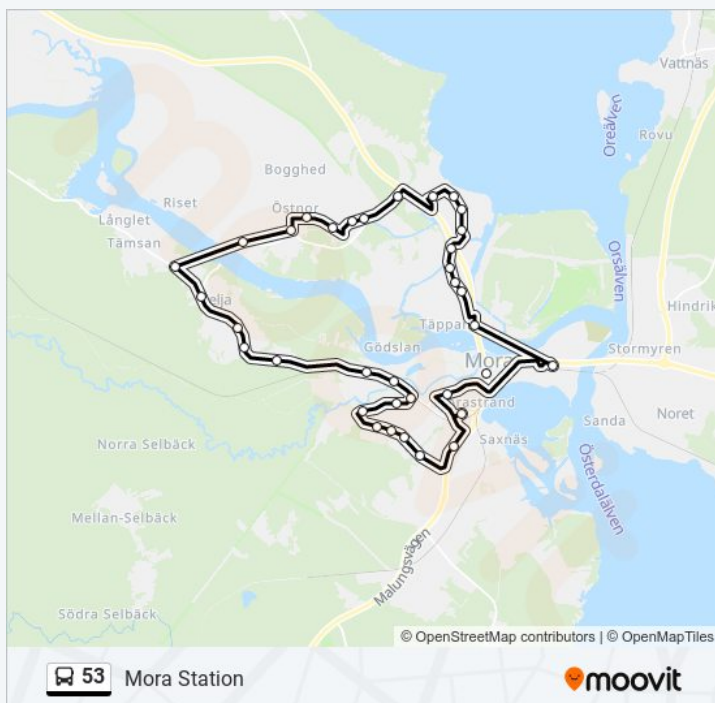 Vattnäs
Oreälven
Rovu
Bogghed
Riset
Östnor
Långlet
Tämsan
Orsälven
Hindrik
Täppan
Gödslan
Mora
Stormyren
Noret
Sanda
Saxnäs
Norra Selbäck
Österdalälven
Mellan-Selbäck
Malungsvägen
Södra Selbäck
© OpenStreetMap contributors | © OpenMapTiles
53 Mora Station
moovit